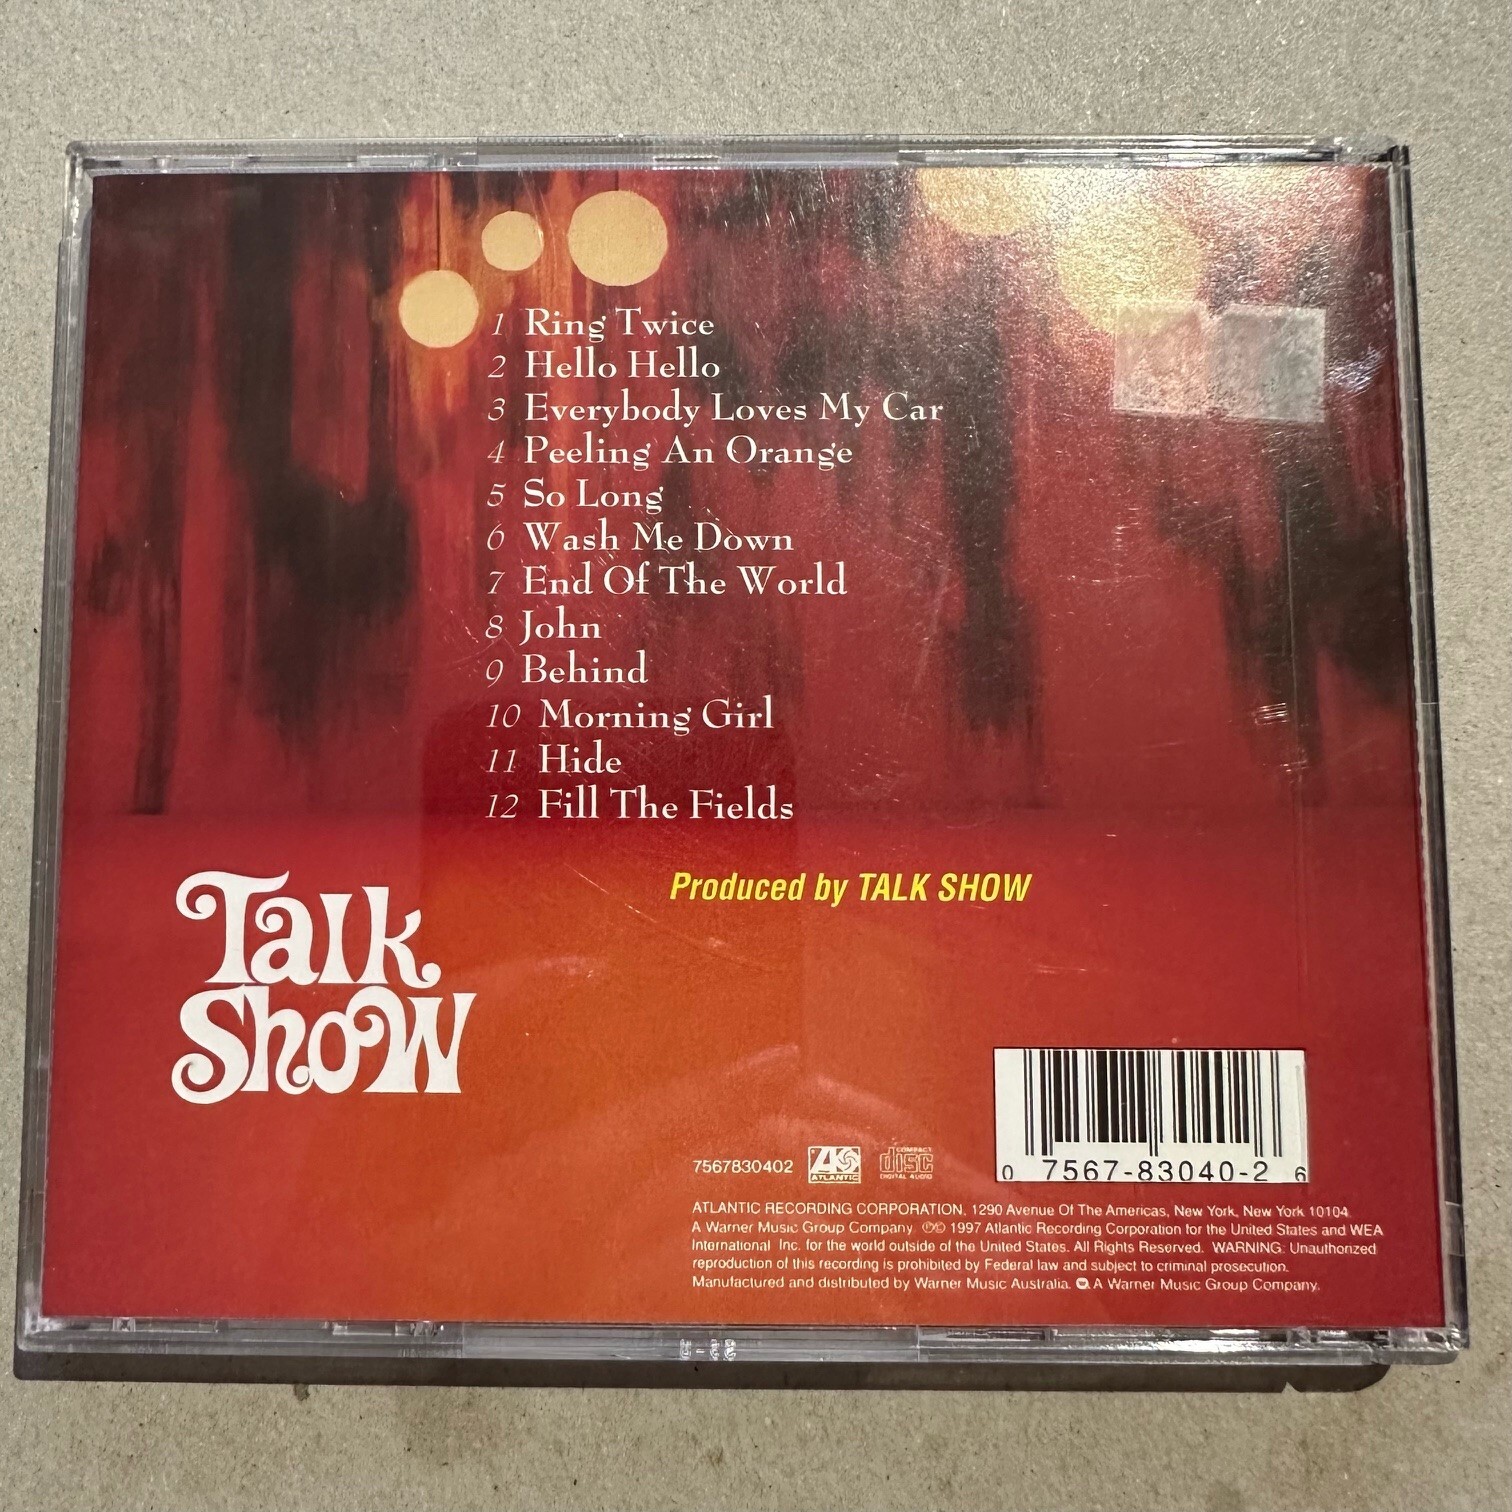 1 Ring Twice
2 Hello Hello
3 Everybody Loves My Car
4 Peeling An Orange
5 So Long
6 Wash Me Down
7 End Of The World
8 John
9 Behind
10 Morning Girl
11 Hide
12 Fill The Fields
Produced by TALK SHOW
Talk
Show
7567830402
ATLANTIC
COMPACT
disc
DIGITAL AUDIO
0 7567-83040-2 6
ATLANTIC RECORDING CORPORATION, 1290 Avenue Of The Americas, New York, New York 10104
A Warner Music Group Company. ℗© 1997 Atlantic Recording Corporation for the United States and WEA
International Inc. for the world outside of the United States. All Rights Reserved. WARNING: Unauthorized
reproduction of this recording is prohibited by Federal law and subject to criminal prosecution.
Manufactured and distributed by Warner Music Australia. A Warner Music Group Company.